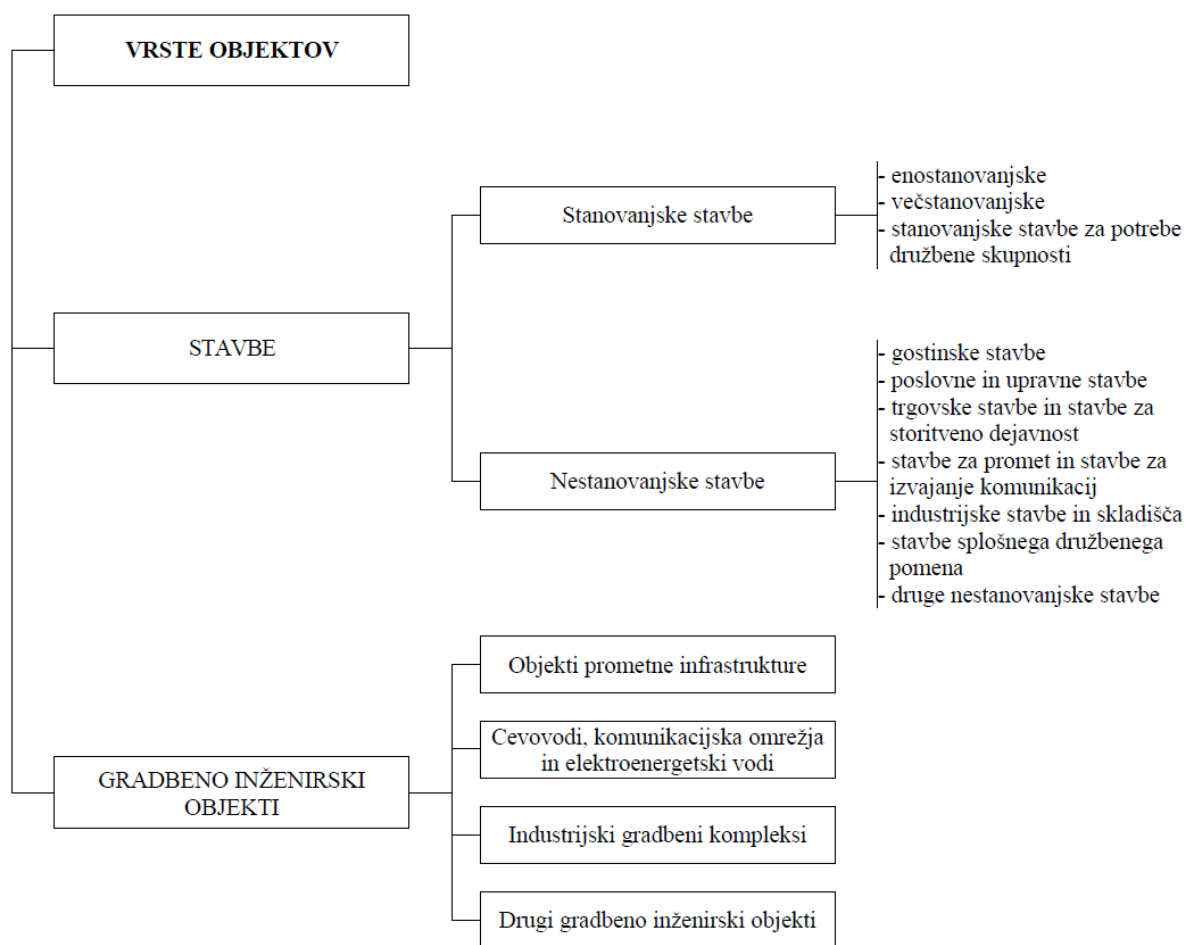 VRSTE OBJEKTOV
STAVBE
Stanovanjske stavbe
- enostanovanjske
- večstanovanjske
- stanovanjske stavbe za potrebe
družbene skupnosti
Nestanovanjske stavbe
- gostinske stavbe
- poslovne in upravne stavbe
- trgovske stavbe in stavbe za
storitveno dejavnost
- stavbe za promet in stavbe za
izvajanje komunikacij
- industrijske stavbe in skladišča
- stavbe splošnega družbenega
pomena
- druge nestanovanjske stavbe
GRADBENO INŽENIRSKI
OBJEKTI
Objekti prometne infrastrukture
Cevovodi, komunikacijska omrežja
in elektroenergetski vodi
Industrijski gradbeni kompleksi
Drugi gradbeno inženirski objekti